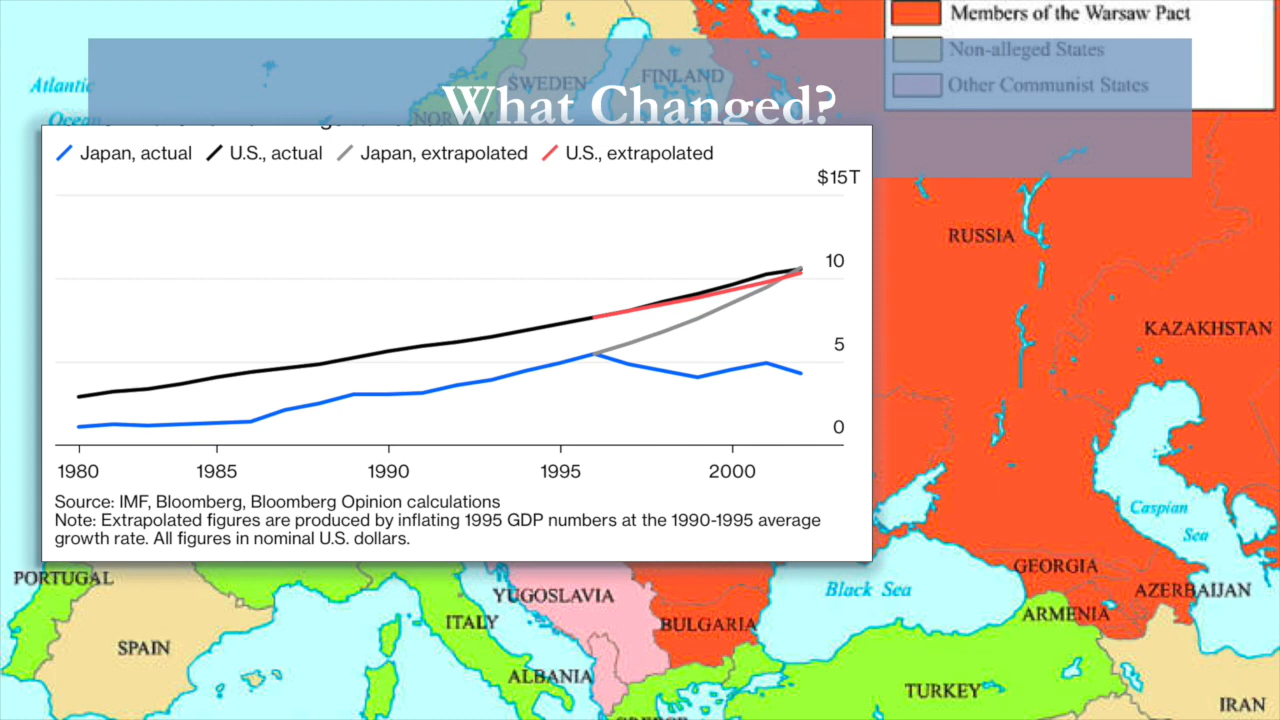 Members of the Warsaw Pact
Non-alleged States
Other Communist States
Atlantic
Ocean
SWEDEN
FINLAND
NORWAY
What Changed?
Japan, actual U.S., actual Japan, extrapolated U.S., extrapolated
$15T
10
5
0
1980 1985 1990 1995 2000
Source: IMF, Bloomberg, Bloomberg Opinion calculations
Note: Extrapolated figures are produced by inflating 1995 GDP numbers at the 1990-1995 average
growth rate. All figures in nominal U.S. dollars.
RUSSIA
KAZAKHSTAN
Caspian
Sea
GEORGIA
AZERBAIJAN
ARMENIA
Black Sea
PORTUGAL
SPAIN
YUGOSLAVIA
ITALY
BULGARIA
ALBANIA
TURKEY
IRAN
GREECE